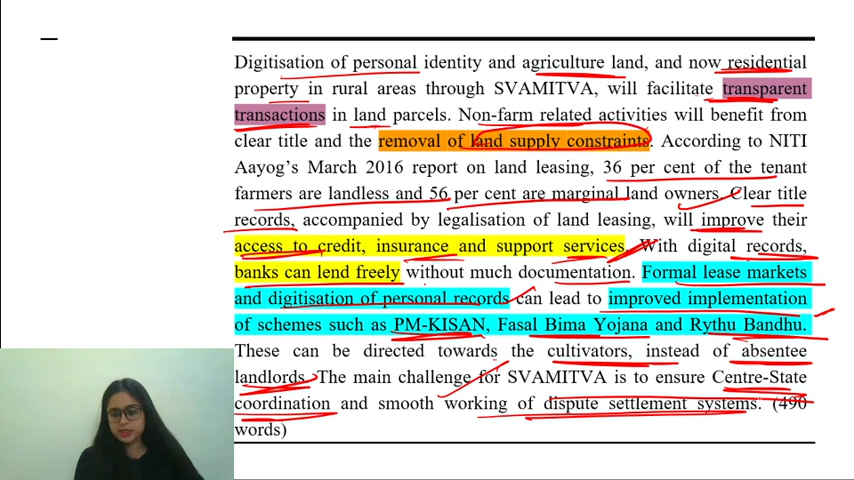 Digitisation of personal identity and agriculture land, and now residential
property in rural areas through SVAMITVA, will facilitate transparent
transactions in land parcels. Non-farm related activities will benefit from
clear title and the removal of land supply constraints. According to NITI
Aayog's March 2016 report on land leasing, 36 per cent of the tenant
farmers are landless and 56 per cent are marginal land owners. Clear title
records, accompanied by legalisation of land leasing, will improve their
access to credit, insurance and support services. With digital records,
banks can lend freely without much documentation. Formal lease markets
and digitisation of personal records can lead to improved implementation
of schemes such as PM-KISAN, Fasal Bima Yojana and Rythu Bandhu.
These can be directed towards the cultivators, instead of absentee
landlords. The main challenge for SVAMITVA is to ensure Centre-State
coordination and smooth working of dispute settlement systems. (490
words)